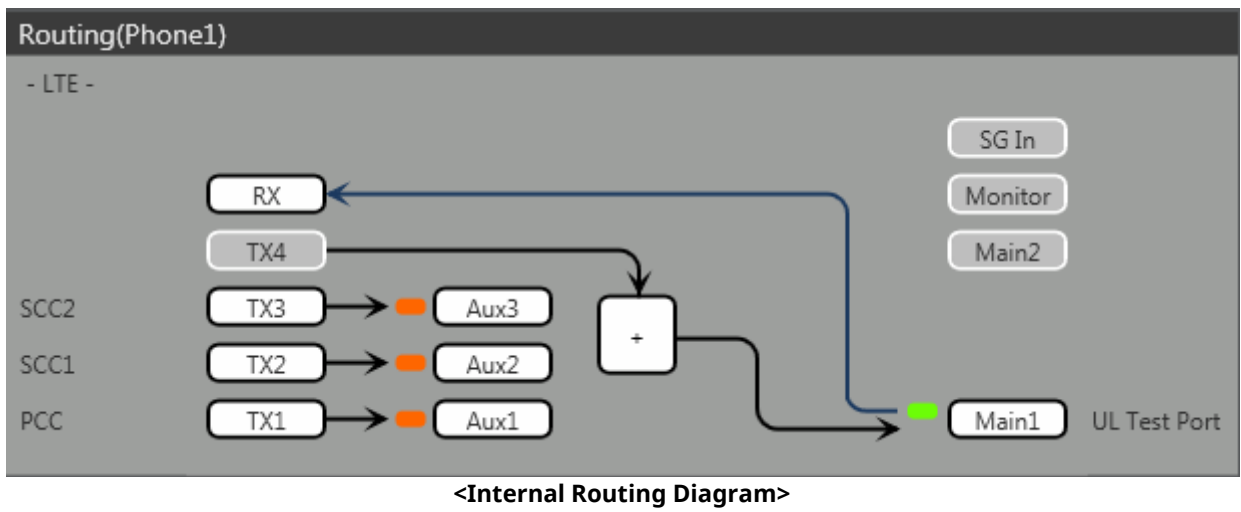 Routing(Phone1)
- LTE -
SG In
RX
Monitor
TX4
Main2
SCC2 TX3 Aux3
+
SCC1 TX2 Aux2
PCC TX1 Aux1 Main1 UL Test Port
<Internal Routing Diagram>